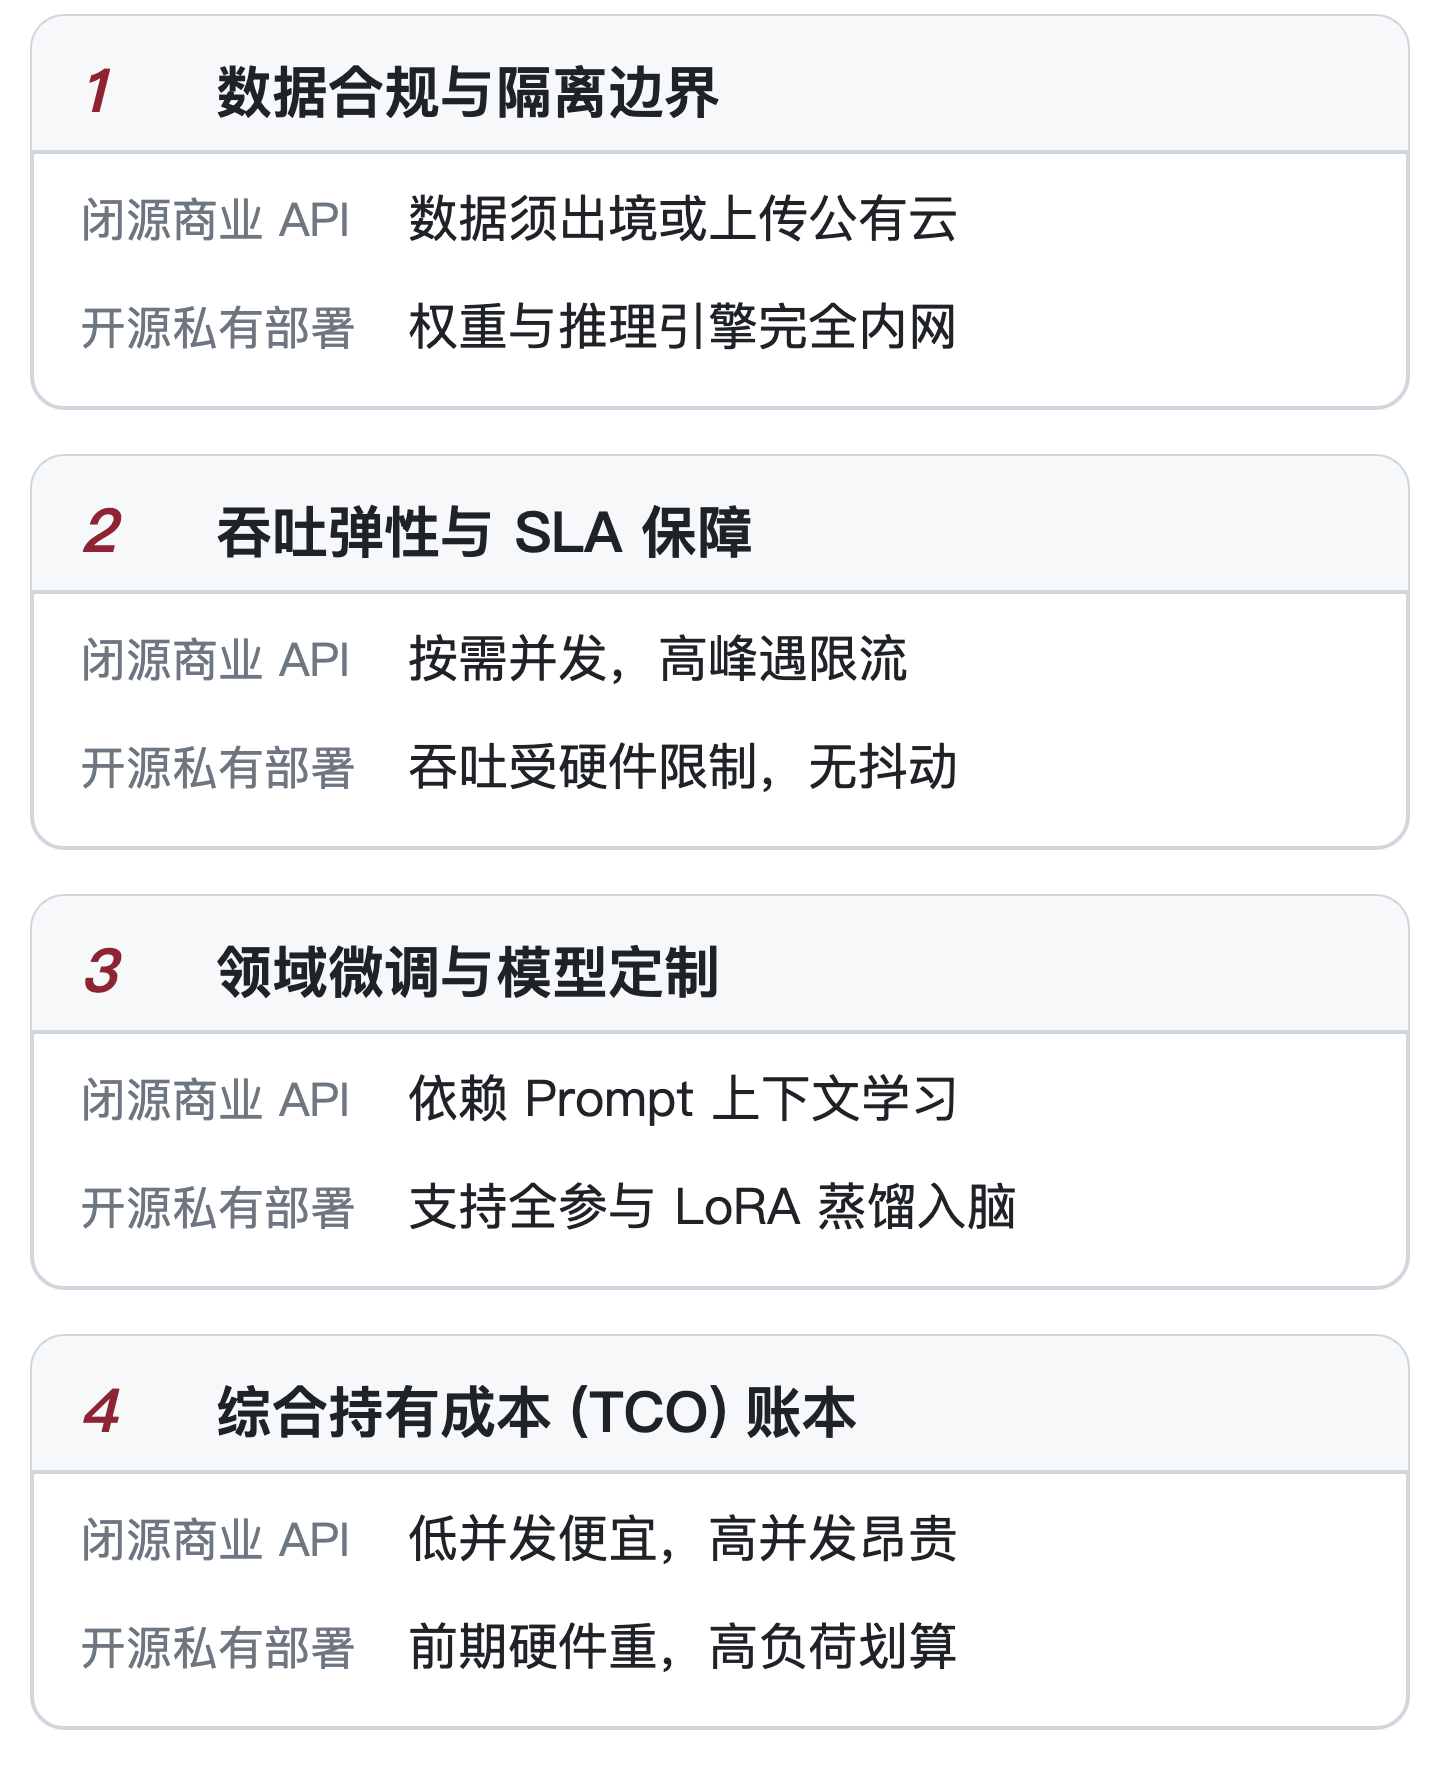 1 数据合规与隔离边界
闭源商业 API 数据须出境或上传公有云
开源私有部署 权重与推理引擎完全内网
2 吞吐弹性与 SLA 保障
闭源商业 API 按需并发，高峰遇限流
开源私有部署 吞吐受硬件限制，无抖动
3 领域微调与模型定制
闭源商业 API 依赖 Prompt 上下文学习
开源私有部署 支持全参与 LoRA 蒸馏入脑
4 综合持有成本 (TCO) 账本
闭源商业 API 低并发便宜，高并发昂贵
开源私有部署 前期硬件重，高负荷划算